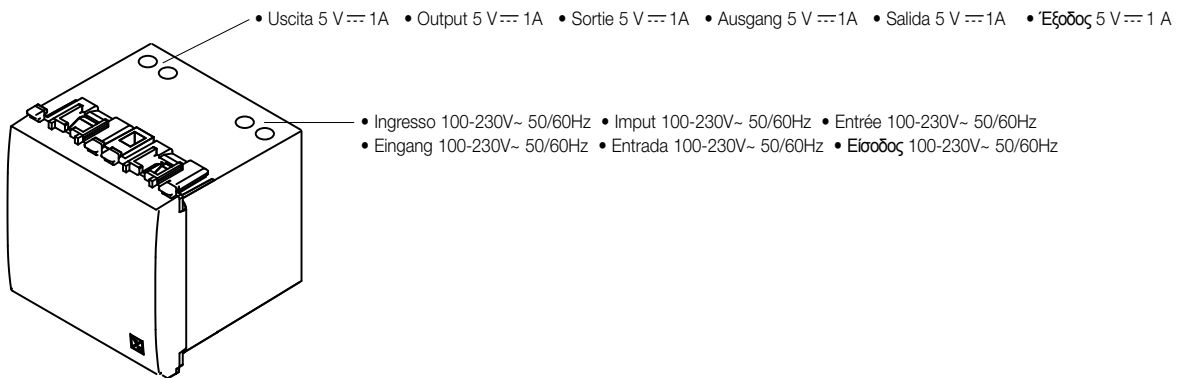 • Uscita 5 V ⎓ 1A • Output 5 V ⎓ 1A • Sortie 5 V ⎓ 1A • Ausgang 5 V ⎓ 1A • Salida 5 V ⎓ 1A • Έξοδος 5 V ⎓ 1 A
• Ingresso 100-230V~ 50/60Hz • Imput 100-230V~ 50/60Hz • Entrée 100-230V~ 50/60Hz
• Eingang 100-230V~ 50/60Hz • Entrada 100-230V~ 50/60Hz • Είσοδος 100-230V~ 50/60Hz